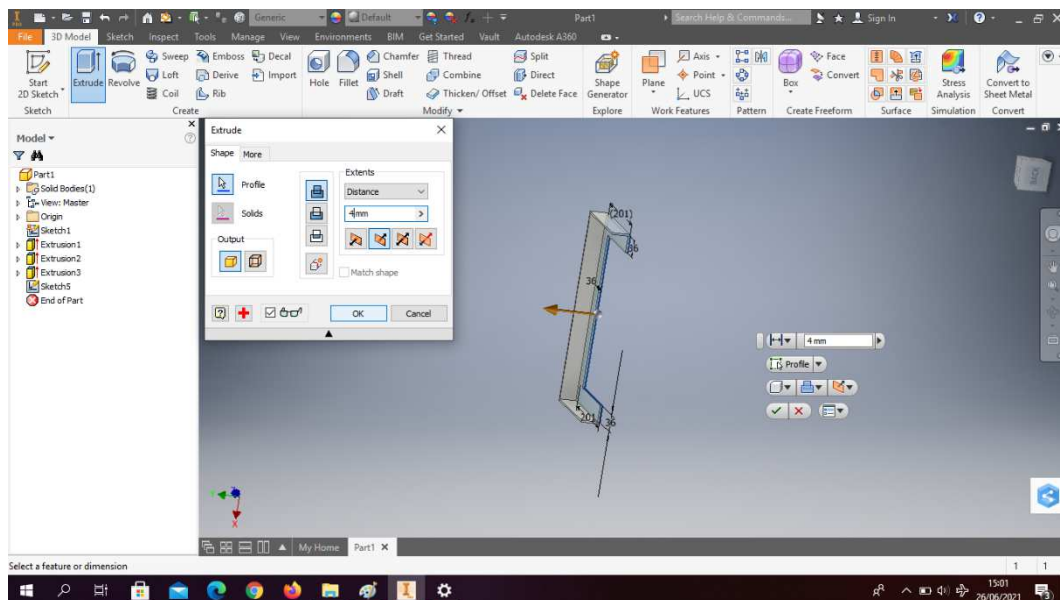 Generic Default Part1 Search Help & Commands... Sign In
File 3D Model Sketch Inspect Tools Manage View Environments BIM Get Started Vault Autodesk A360
Start 2D Sketch
Extrude
Revolve
Sweep
Loft
Coil
Emboss
Derive
Rib
Decal
Import
Hole
Fillet
Chamfer
Shell
Draft
Thread
Combine
Thicken/ Offset
Split
Direct
Delete Face
Shape Generator
Plane
Axis
Point
UCS
Box
Face
Convert
Stress Analysis
Convert to Sheet Metal
Sketch Create Modify Explore Work Features Pattern Create Freeform Surface Simulation Convert
Model
Part1
Solid Bodies(1)
View: Master
Origin
Sketch1
Extrusion1
Extrusion2
Extrusion3
Sketch5
End of Part
Extrude
Shape More
Profile
Solids
Output
Extents
Distance
4mm
Match shape
OK Cancel
(201)
36
36
201
36
BACK
4 mm
Profile
X
My Home Part1
Select a feature or dimension 1 1
15:01
26/06/2021